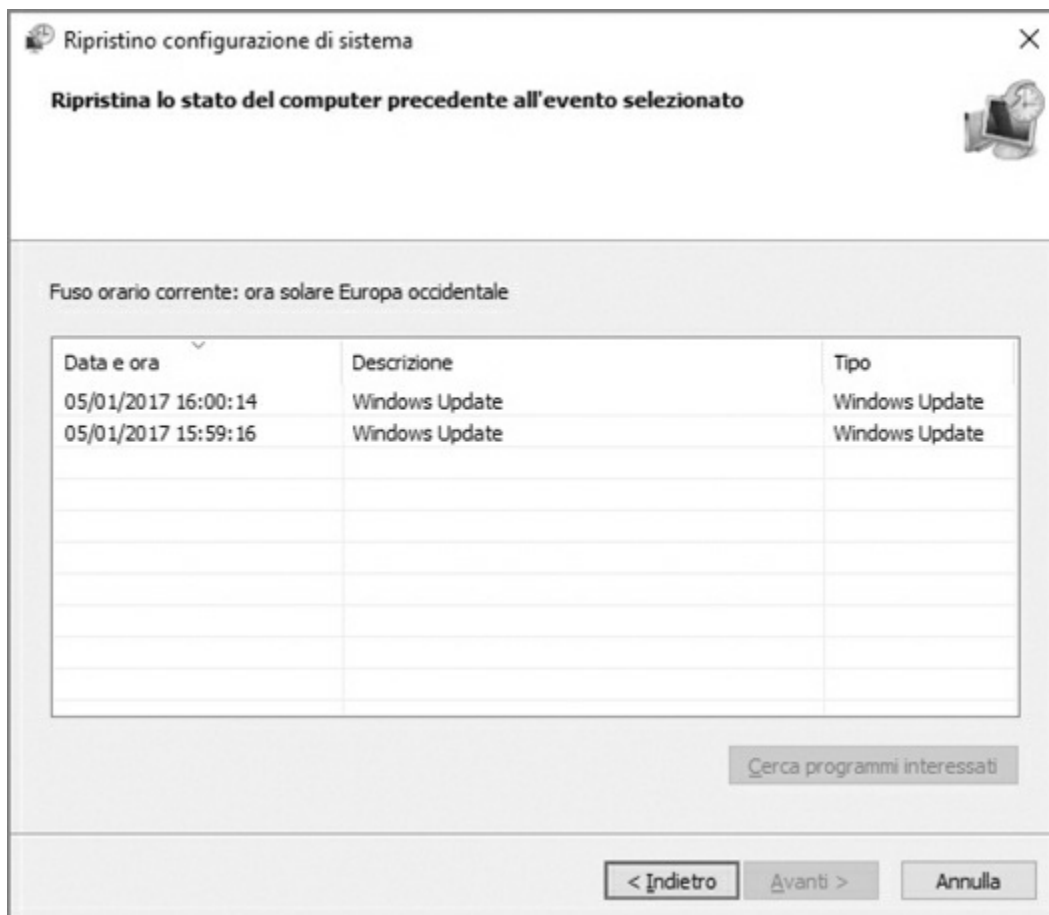 Ripristino configurazione di sistema
Ripristina lo stato del computer precedente all'evento selezionato
Fuso orario corrente: ora solare Europa occidentale
Data e ora Descrizione Tipo
05/01/2017 16:00:14 Windows Update Windows Update
05/01/2017 15:59:16 Windows Update Windows Update
Cerca programmi interessati
< Indietro Avanti > Annulla